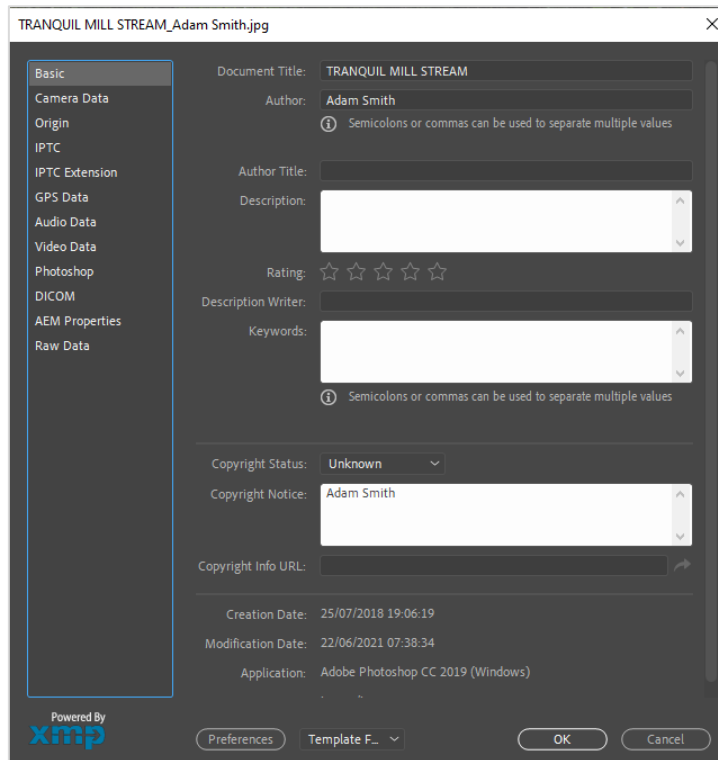 TRANQUIL MILL STREAM_Adam Smith.jpg
Basic
Camera Data
Origin
IPTC
IPTC Extension
GPS Data
Audio Data
Video Data
Photoshop
DICOM
AEM Properties
Raw Data
Document Title: TRANQUIL MILL STREAM
Author: Adam Smith
Semicolons or commas can be used to separate multiple values
Author Title:
Description:
Rating:
Description Writer:
Keywords:
Semicolons or commas can be used to separate multiple values
Copyright Status: Unknown
Copyright Notice: Adam Smith
Copyright Info URL:
Creation Date: 25/07/2018 19:06:19
Modification Date: 22/06/2021 07:38:34
Application: Adobe Photoshop CC 2019 (Windows)
Powered By
xmp
Preferences Template F... OK Cancel